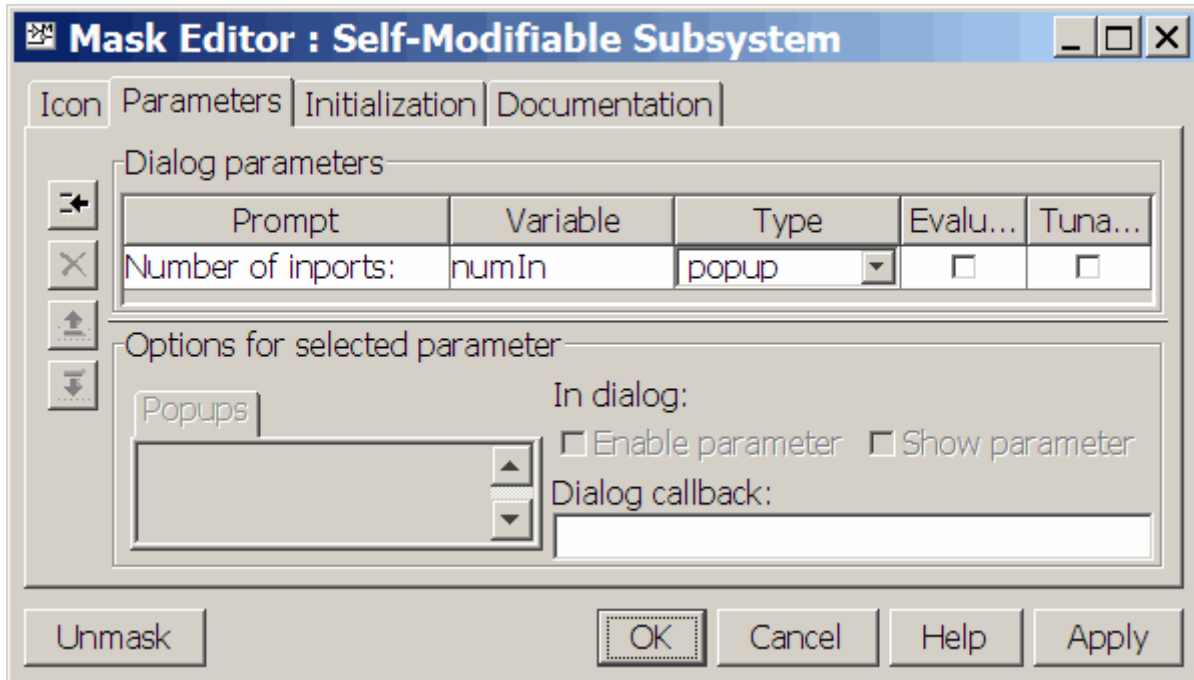 Mask Editor : Self-Modifiable Subsystem
Icon Parameters Initialization Documentation
Dialog parameters
Prompt Variable Type Evalu... Tuna...
Number of inports: numIn popup
Options for selected parameter
Popups
In dialog:
Enable parameter Show parameter
Dialog callback:
Unmask OK Cancel Help Apply